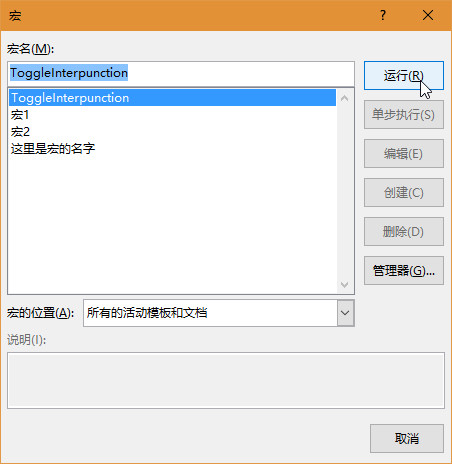 宏
宏名(M):
ToggleInterpunction
运行(R)
ToggleInterpunction
宏1
宏2
这里是宏的名字
单步执行(S)
编辑(E)
创建(C)
删除(D)
管理器(G)...
宏的位置(A):
所有的活动模板和文档
说明(I):
取消